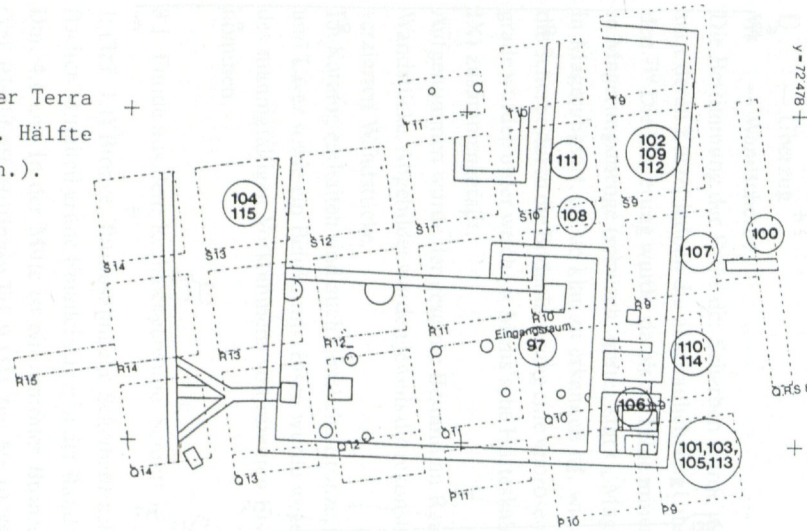 er Terra
. Hälfte
n.).
y=72'478
T11
T10
T9
111
102
109
112
104
115
108
S14
S13
S12
S11
S10
S9
107
100
R15
R14
R13
R12
R11
R10
R9
Eingangsraum
97
110
114
106
Q14
Q13
Q12
Q11
Q10
101,103,
105,113
P11
P10
P9